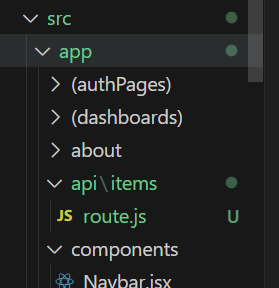 src
app
(authPages)
(dashboards)
about
api\items
JS route.js U
components
Navbar.jsx